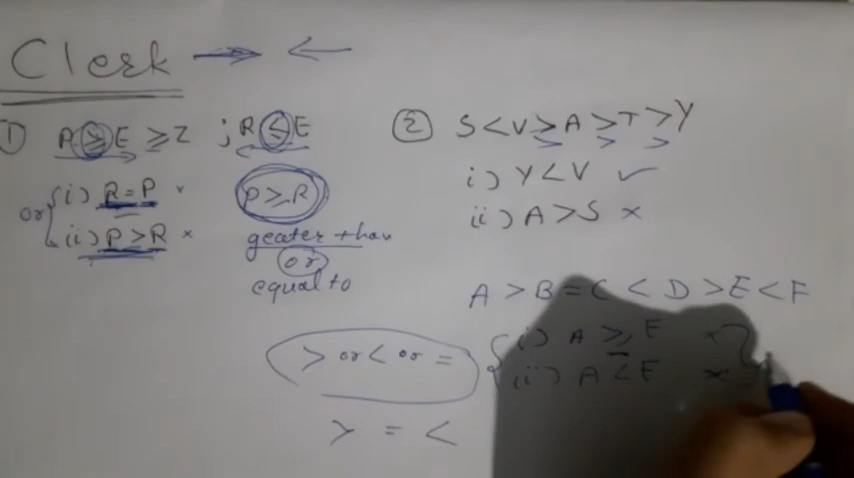 Clerk → ←
① P ≥ E ≥ Z ; R ≤ E
i) R = P ˅
or
ii) P > R ×
P ≥ R
geater than
or
equal to
② S < V ≥ A ≥ T > Y
> > >
i) Y < V ✓
ii) A > S ×
A > B = C < D > E < F
i) A ≥ E ×
ii) A < E ×
> or < or =
> = <